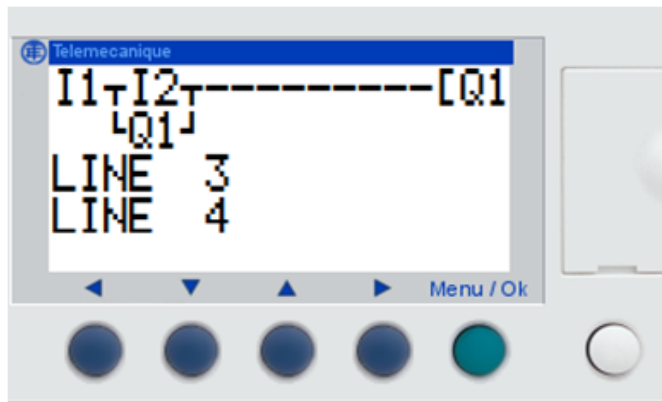 Telemecanique
I1┬I2┬---------[Q1
└Q1┘
LINE 3
LINE 4
Menu / Ok